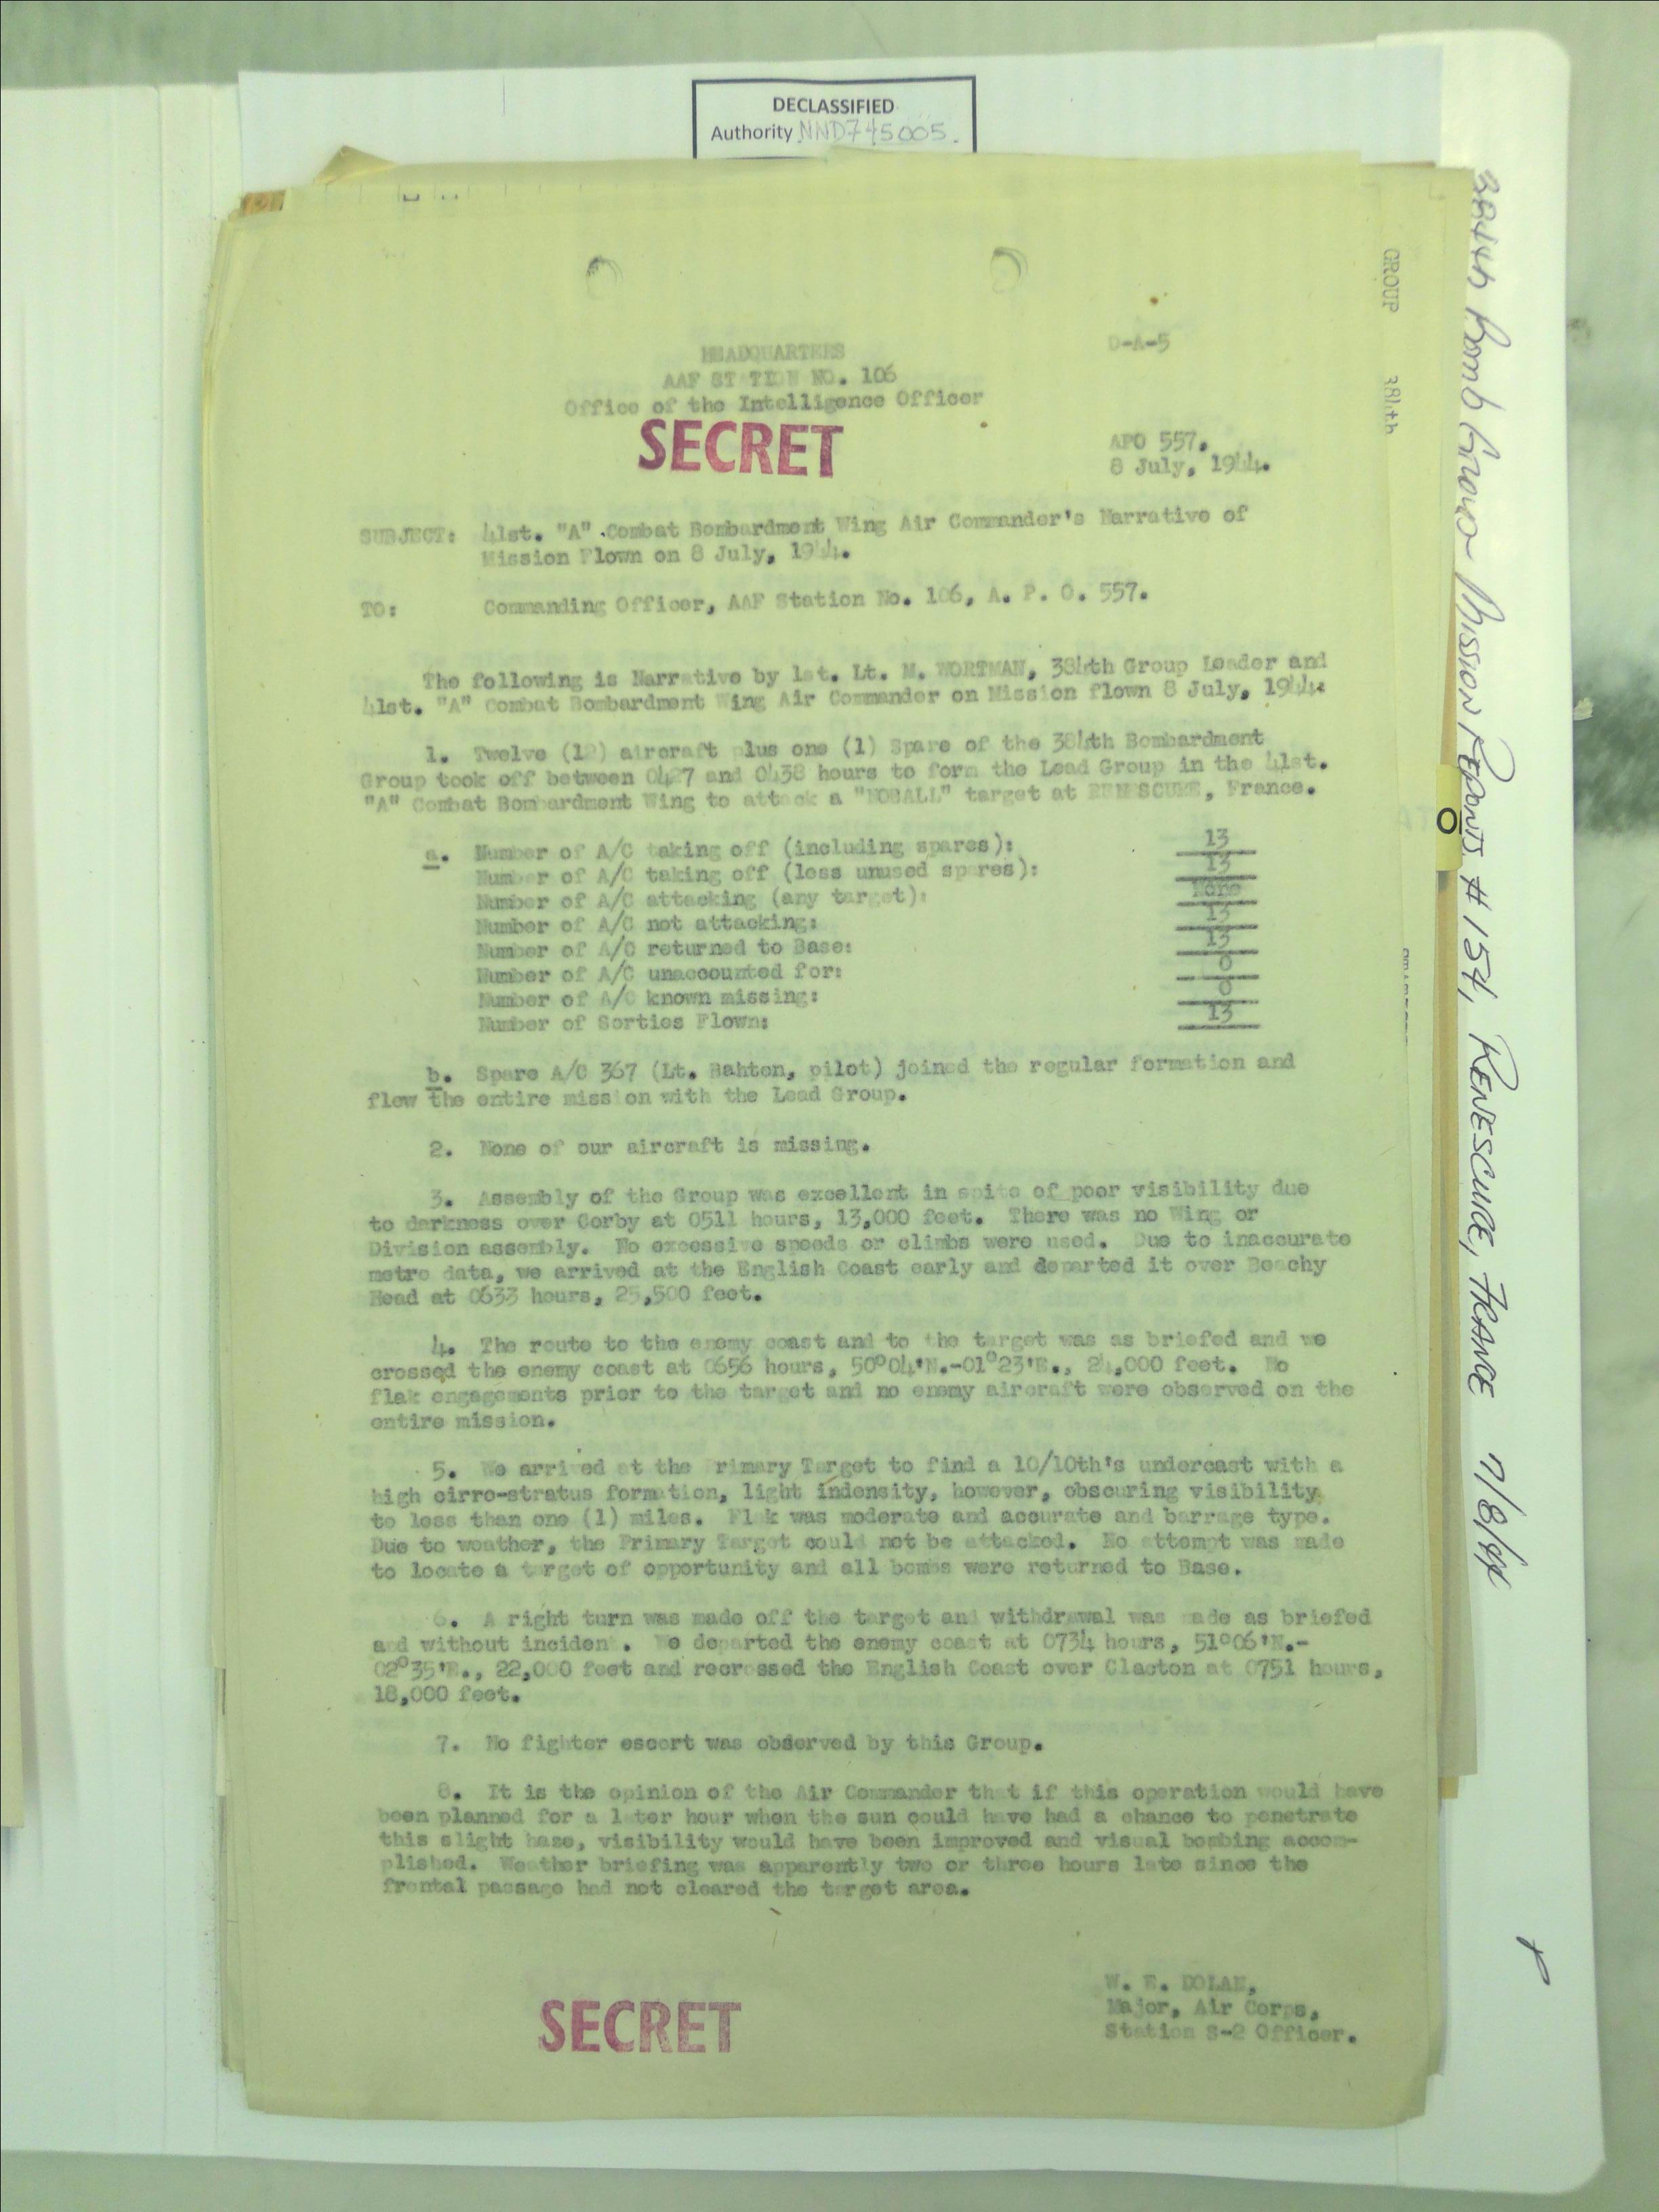 DECLASSIFIED
Authority NND745005.
D-A-5
HEADQUARTERS
AAF STATION NO. 106
Office of the Intelligence Officer
SECRET
APO 557.
8 July, 1944.
SUBJECT: 41st. "A" Combat Bombardment Wing Air Commander's Narrative of
Mission Flown on 8 July, 1944.
TO: Commanding Officer, AAF Station No. 106, A. P. O. 557.
The following is Narrative by 1st. Lt. M. WORTMAN, 384th Group Leader and
41st. "A" Combat Bombardment Wing Air Commander on Mission flown 8 July, 1944:
1. Twelve (12) aircraft plus one (1) Spare of the 384th Bombardment
Group took off between 0427 and 0438 hours to form the Lead Group in the 41st.
"A" Combat Bombardment Wing to attack a "NOBALL" target at RENESCURE, France.
a. Number of A/C taking off (including spares): 13
Number of A/C taking off (less unused spares): 13
Number of A/C attacking (any target): None
Number of A/C not attacking: 13
Number of A/C returned to Base: 13
Number of A/C unaccounted for: 0
Number of A/C known missing: 0
Number of Sorties Flown: 13
b. Spare A/C 367 (Lt. Bahten, pilot) joined the regular formation and
flew the entire mission with the Lead Group.
2. None of our aircraft is missing.
3. Assembly of the Group was excellent in spite of poor visibility due
to darkness over Corby at 0511 hours, 13,000 feet. There was no Wing or
Division assembly. No excessive speeds or climbs were used. Due to inaccurate
metro data, we arrived at the English Coast early and departed it over Beachy
Head at 0633 hours, 25,500 feet.
4. The route to the enemy coast and to the target was as briefed and we
crossed the enemy coast at 0656 hours, 50°04'N.-01°23'E., 24,000 feet. No
flak engagements prior to the target and no enemy aircraft were observed on the
entire mission.
5. We arrived at the Primary Target to find a 10/10th's undercast with a
high cirro-stratus formation, light indensity, however, obscuring visibility
to less than one (1) miles. Flak was moderate and accurate and barrage type.
Due to weather, the Primary Target could not be attacked. No attempt was made
to locate a target of opportunity and all bombs were returned to Base.
6. A right turn was made off the target and withdrawal was made as briefed
and without incident. We departed the enemy coast at 0734 hours, 51°06'N.-
02°35'E., 22,000 feet and recrossed the English Coast over Clacton at 0751 hours,
18,000 feet.
7. No fighter escort was observed by this Group.
8. It is the opinion of the Air Commander that if this operation would have
been planned for a later hour when the sun could have had a chance to penetrate
this slight haze, visibility would have been improved and visual bombing accom-
plished. Weather briefing was apparently two or three hours late since the
frontal passage had not cleared the target area.
W. E. DOLAN,
Major, Air Corps,
Station S-2 Officer.
SECRET
GROUP 384th
384th Bomb Group Mission Reports #154, RENESCURE, FRANCE 7/8/44